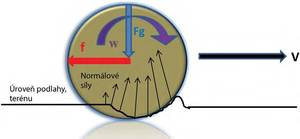 Fg
w
f
V
Úroveň podlahy,
terénu
Normálové
síly